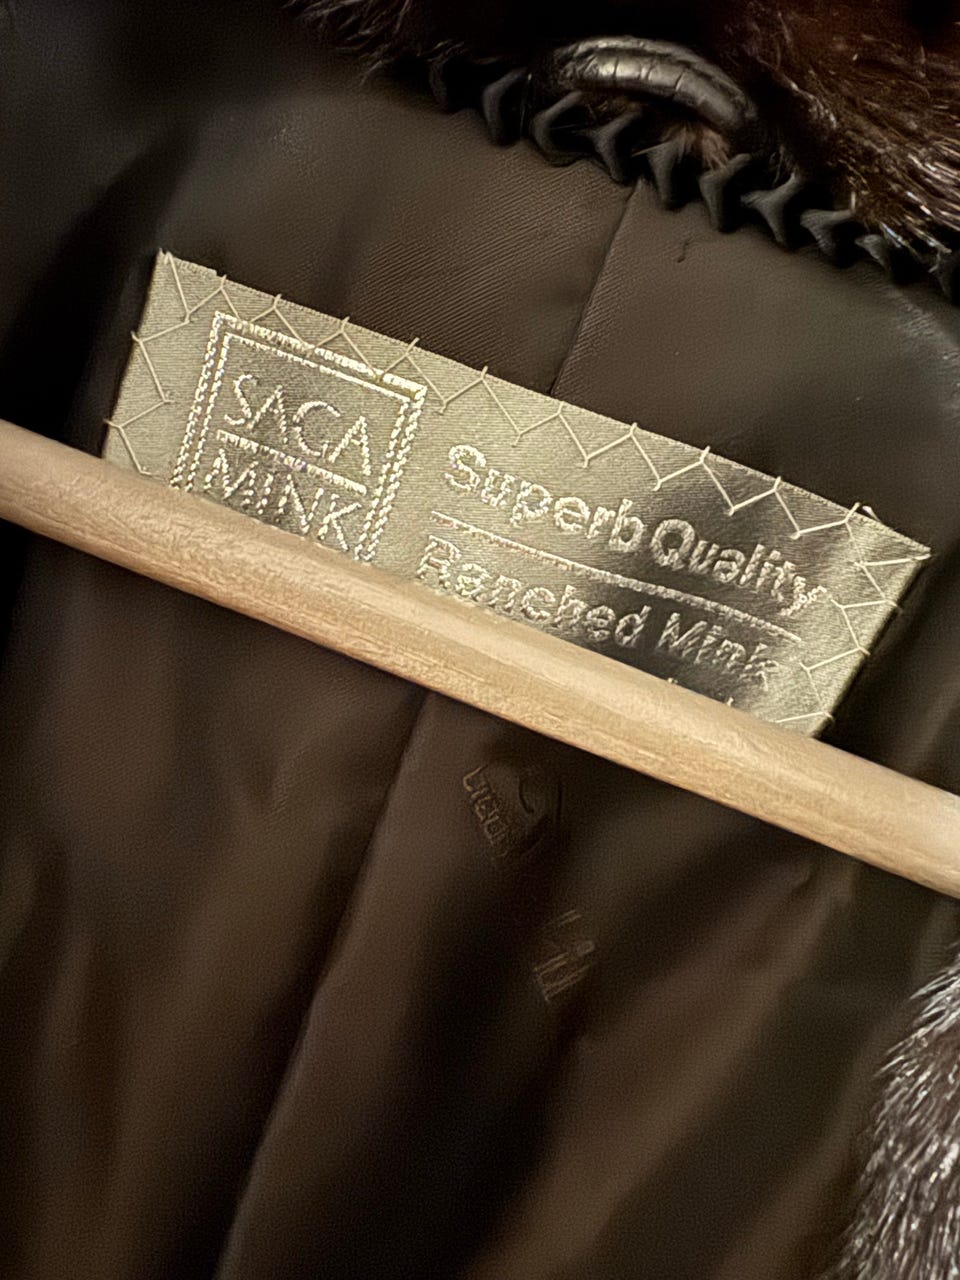 SAGA
MINK
Superb Quality
Ranched Mink